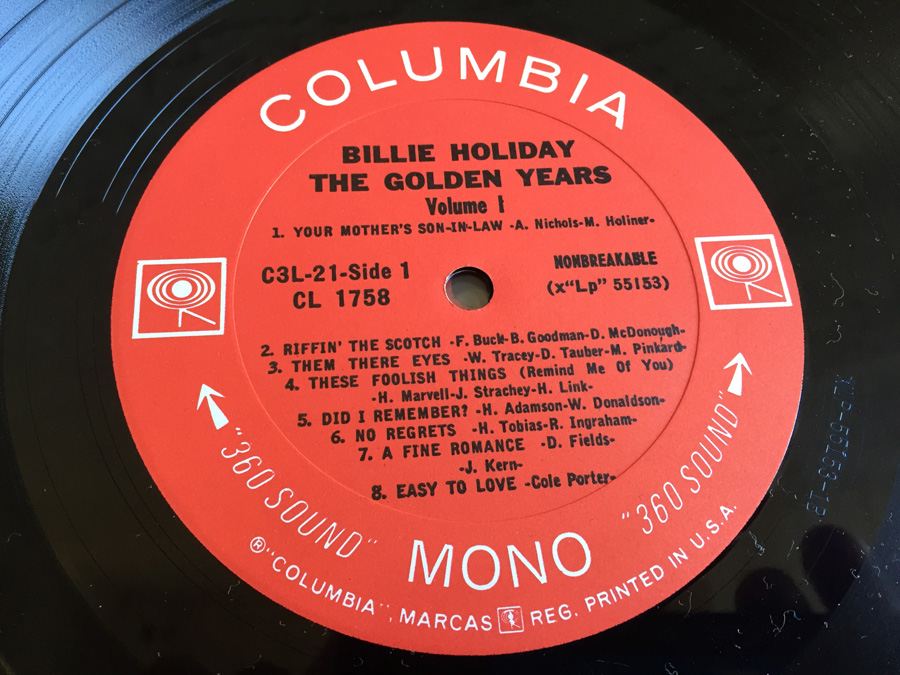 COLUMBIA
BILLIE HOLIDAY
THE GOLDEN YEARS
Volume I
1. YOUR MOTHER'S SON-IN-LAW -A. Nichols-M. Holiner-
C3L-21-Side 1
CL 1758
NONBREAKABLE
(x"Lp" 55153)
2. RIFFIN' THE SCOTCH -F. Buck-B. Goodman-D. McDonough-
3. THEM THERE EYES -W. Tracey-D. Tauber-M. Pinkard-
4. THESE FOOLISH THINGS (Remind Me Of You)
-H. Marvell-J. Strachey-H. Link-
5. DID I REMEMBER? -H. Adamson-W. Donaldson-
6. NO REGRETS -H. Tobias-R. Ingraham-
7. A FINE ROMANCE -D. Fields-
-J. Kern-
8. EASY TO LOVE -Cole Porter-
"360 SOUND"
MONO
"360 SOUND"
® "COLUMBIA", MARCAS REG. PRINTED IN U.S.A.